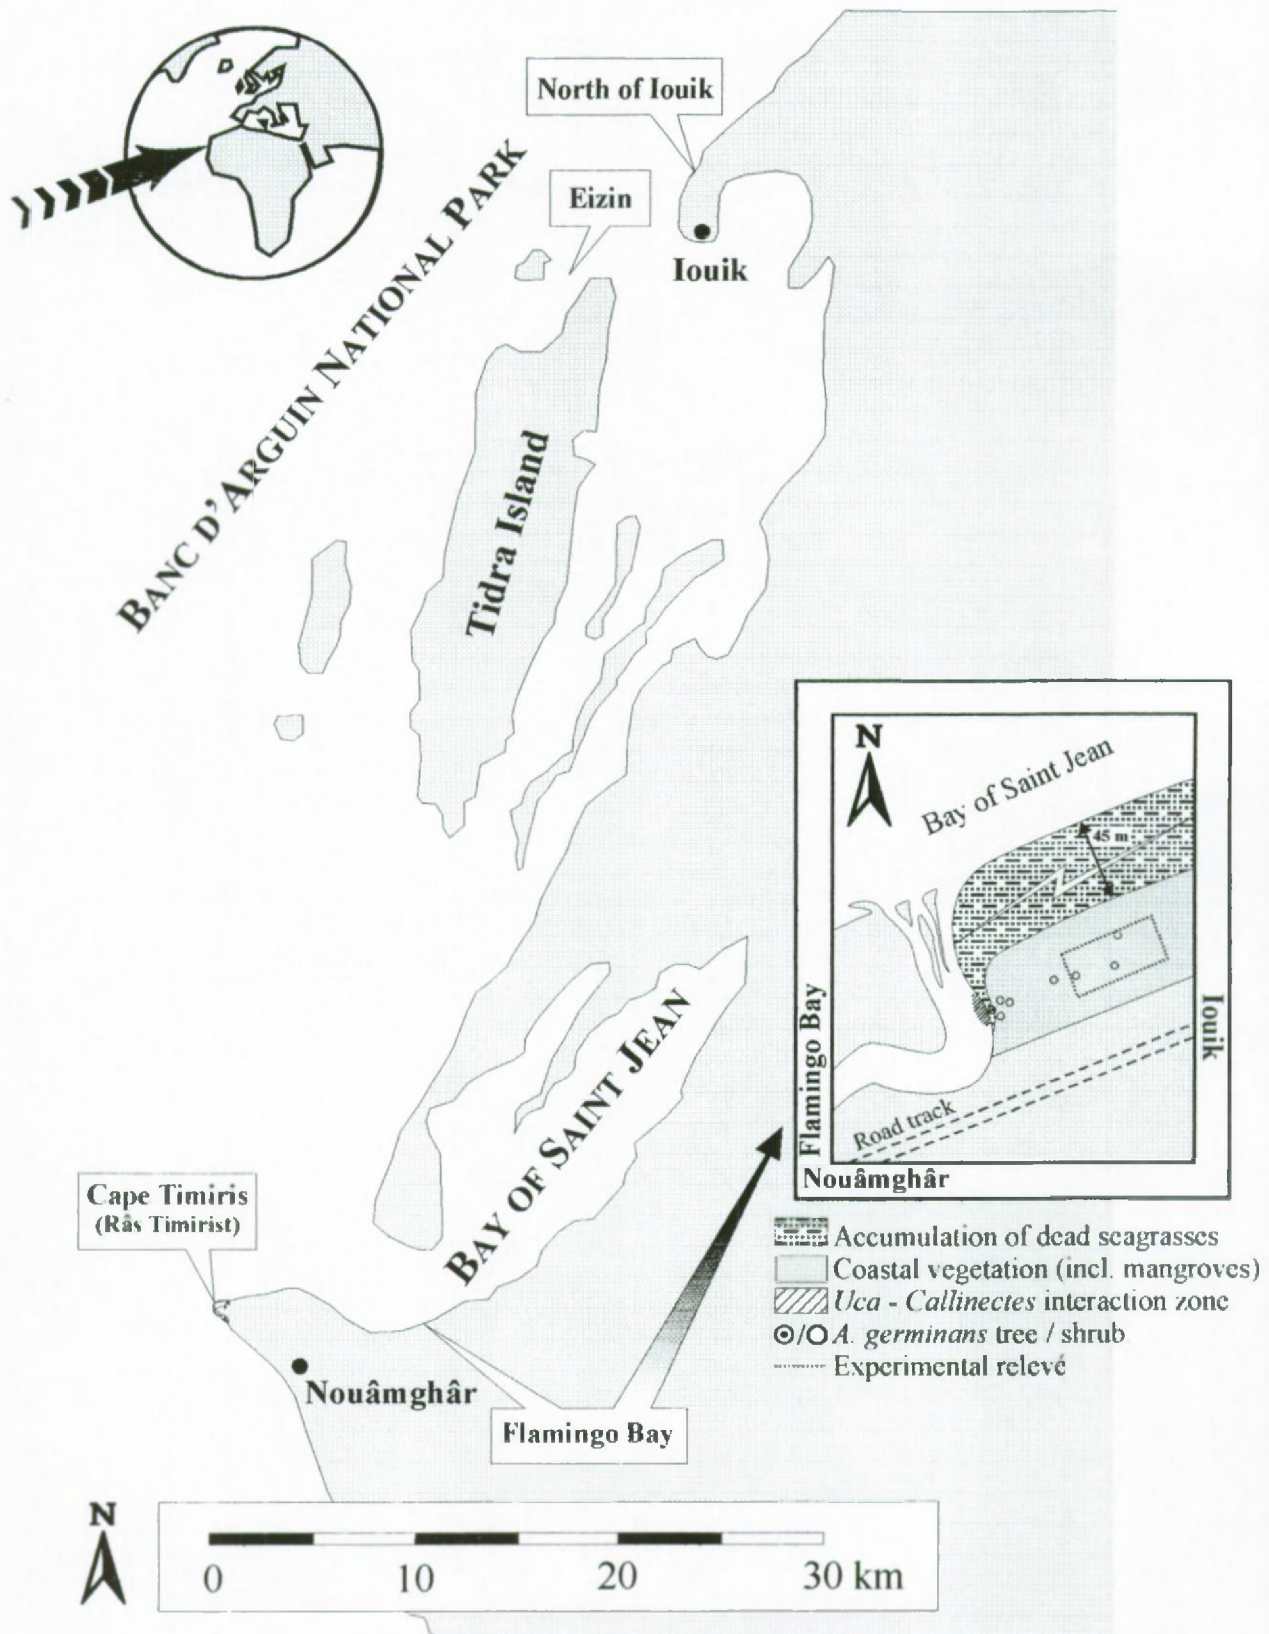 North of Iouik
Eizin
Iouik
BANC D'ARGUIN NATIONAL PARK
Tidra Island
N
Bay of Saint Jean
45 m
Flamingo Bay
Iouik
Road track
Nouâmghâr
BAY OF SAINT JEAN
Cape Timiris
(Râs Timirist)
Accumulation of dead seagrasses
Coastal vegetation (incl. mangroves)
Uca - Callinectes interaction zone
/ A. germinans tree / shrub
Experimental relevé
Nouâmghâr
Flamingo Bay
N
0 10 20 30 km